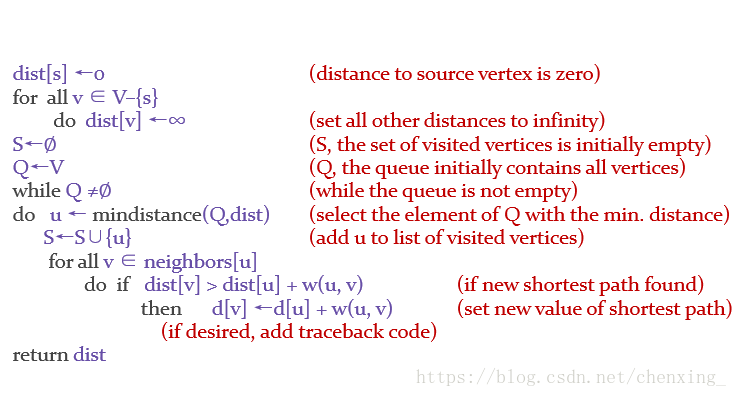 dist[s] ←0 (distance to source vertex is zero)
for all v ∈ V–{s}
do dist[v] ←∞ (set all other distances to infinity)
S←∅ (S, the set of visited vertices is initially empty)
Q←V (Q, the queue initially contains all vertices)
while Q ≠∅ (while the queue is not empty)
do u ← mindistance(Q,dist) (select the element of Q with the min. distance)
S←S∪{u} (add u to list of visited vertices)
for all v ∈ neighbors[u]
do if dist[v] > dist[u] + w(u, v) (if new shortest path found)
then d[v] ←d[u] + w(u, v) (set new value of shortest path)
(if desired, add traceback code)
return dist
https://blog.csdn.net/chenxing_